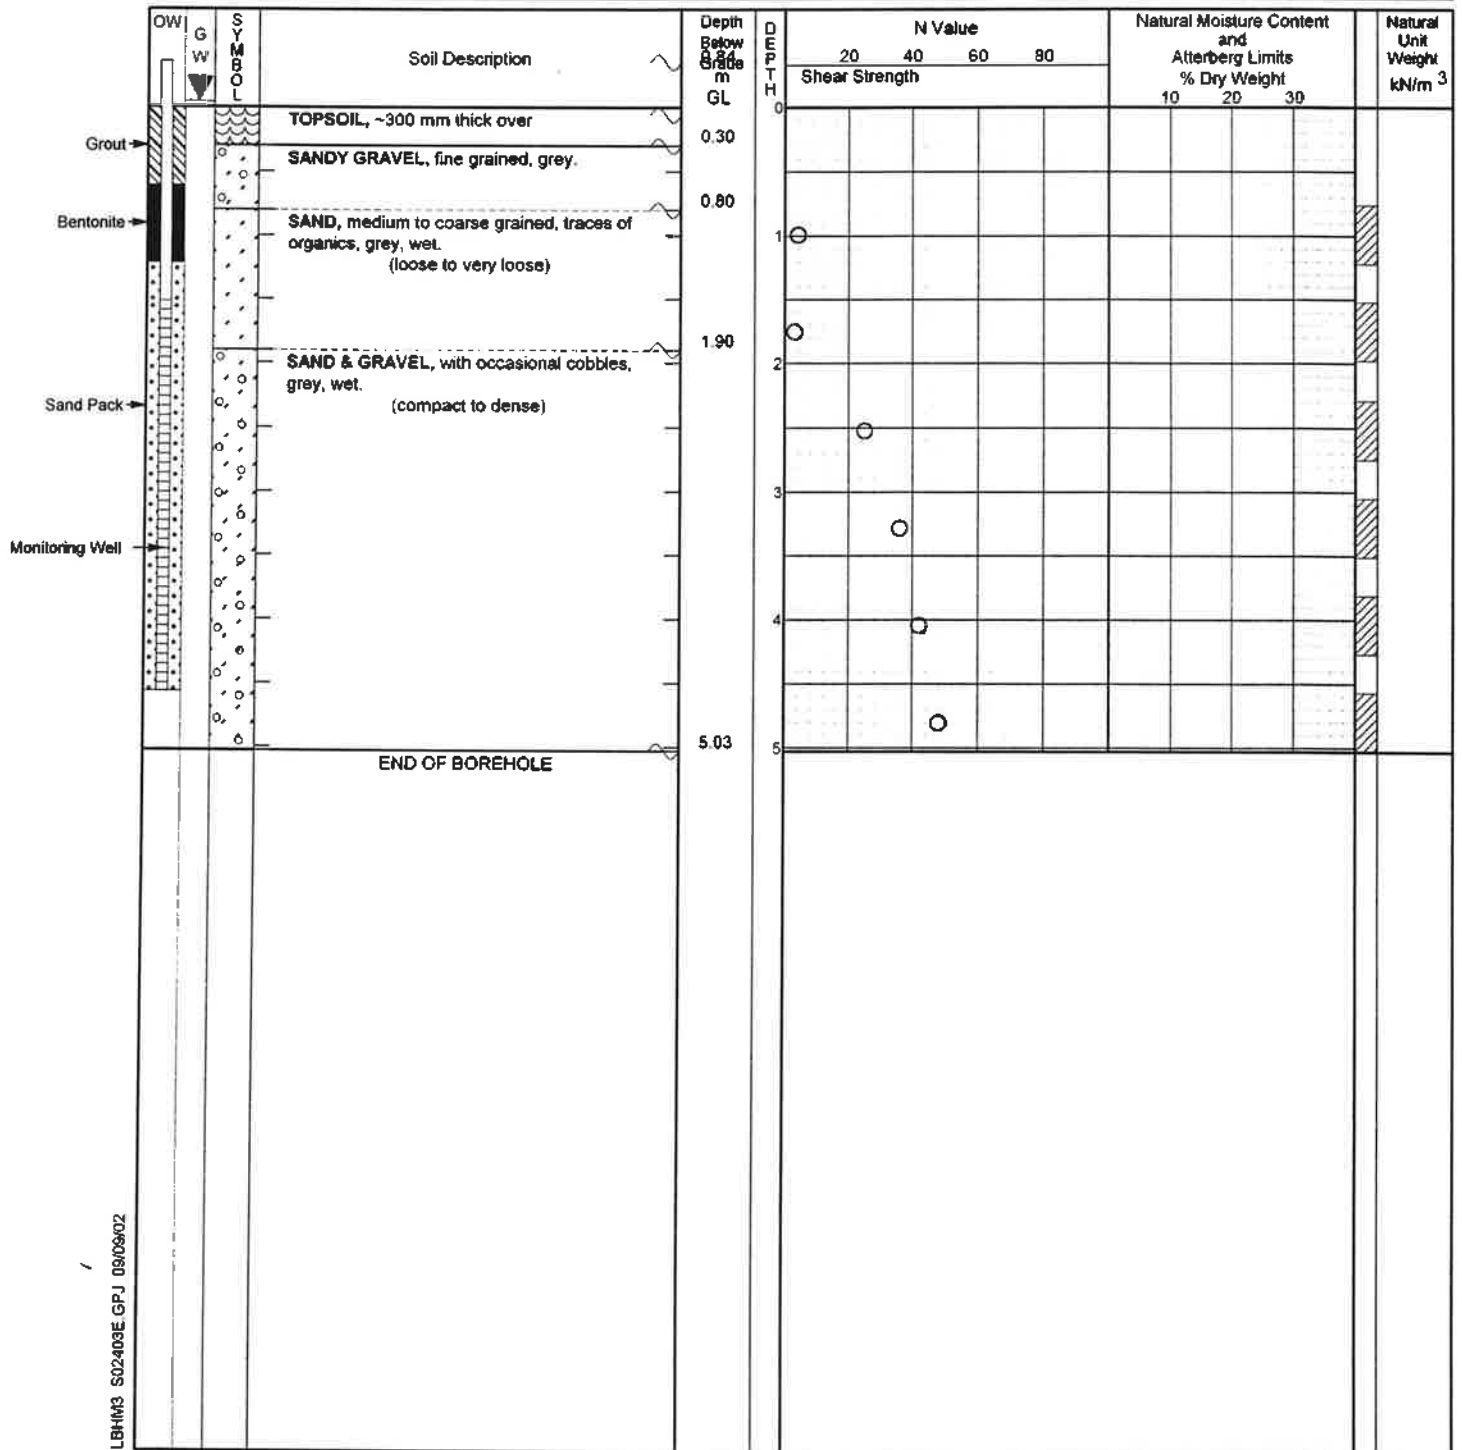 OW
G
W
SYMBOL
Soil Description
Depth
Below
Grade
0.84
m
GL
DEPTH
N Value
20 40 60 80
Shear Strength
Natural Moisture Content
and
Atterberg Limits
% Dry Weight
10 20 30
Natural
Unit
Weight
kN/m 3
0
TOPSOIL, ~300 mm thick over
0.30
Grout
SANDY GRAVEL, fine grained, grey.
0.80
Bentonite
SAND, medium to coarse grained, traces of
organics, grey, wet.
(loose to very loose)
1
1.90
SAND & GRAVEL, with occasional cobbles,
grey, wet.
(compact to dense)
2
Sand Pack
3
Monitoring Well
4
5.03
5
END OF BOREHOLE
LBHM3 S02403E.GPJ 09/09/02